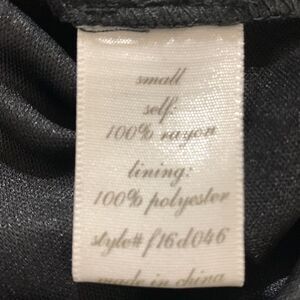 small
self:
100% rayon
lining:
100% polyester
style# f16d046
made in china